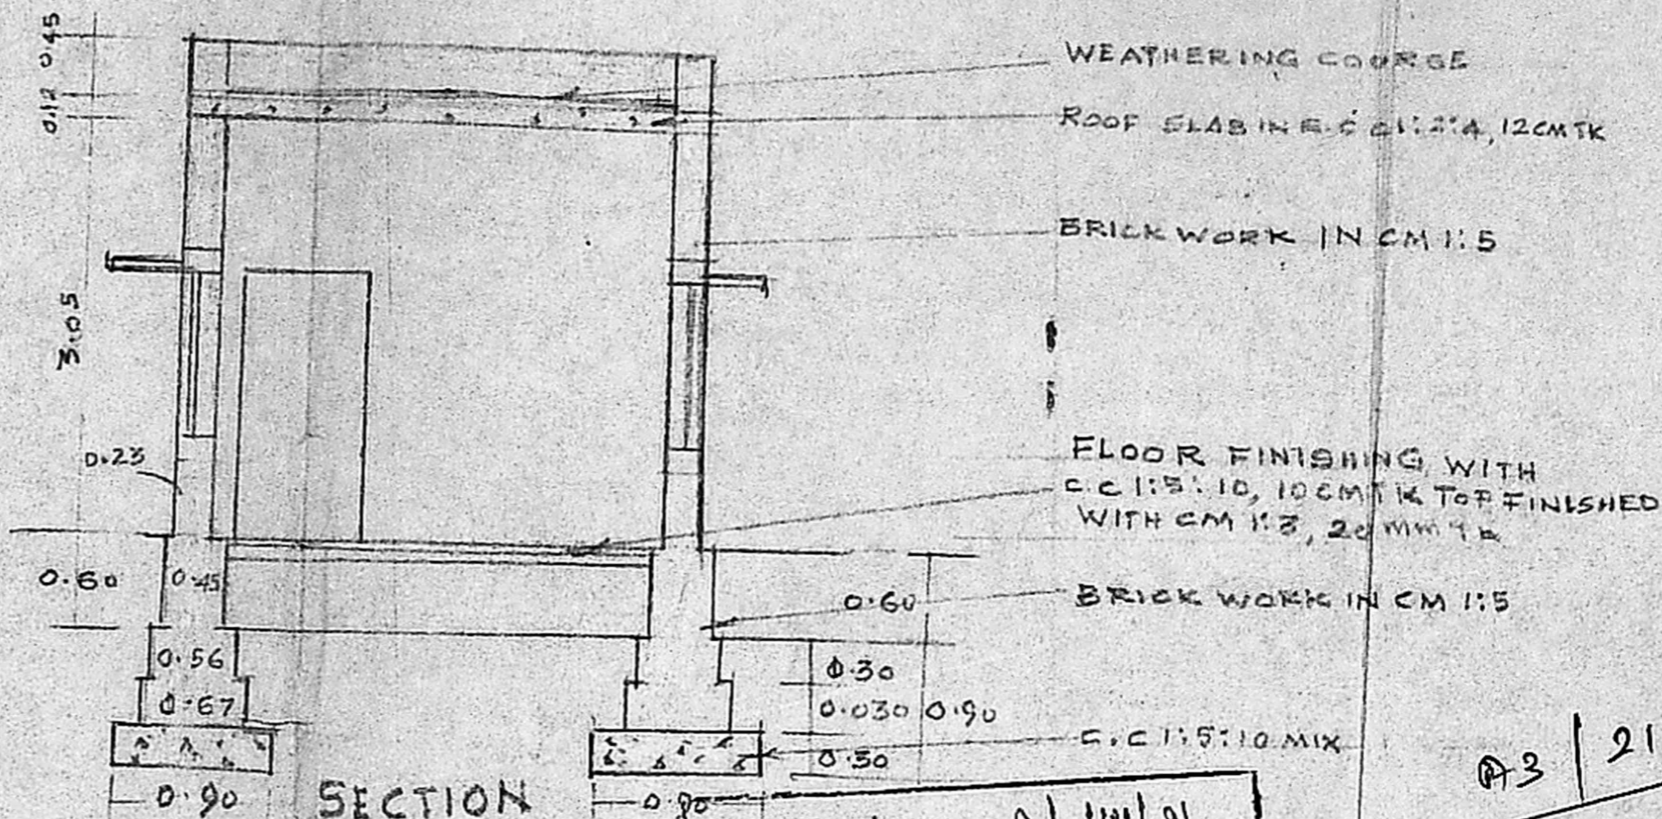 0.45
WEATHERING COURSE
0.12
ROOF SLAB IN R.C.C 1:2:4, 12CM TK
BRICK WORK IN CM 1:5
3.05
0.23
FLOOR FINISHING WITH
C.C 1:5:10, 10CM TK TOP FINISHED
WITH CM 1:3, 20mm TK
0.60
0.45
0.60
BRICK WORK IN CM 1:5
0.56
0.30
0.67
0.030
0.90
C.C 1:5:10 MIX
0.30
0.90
SECTION
0.90
A3 | 21